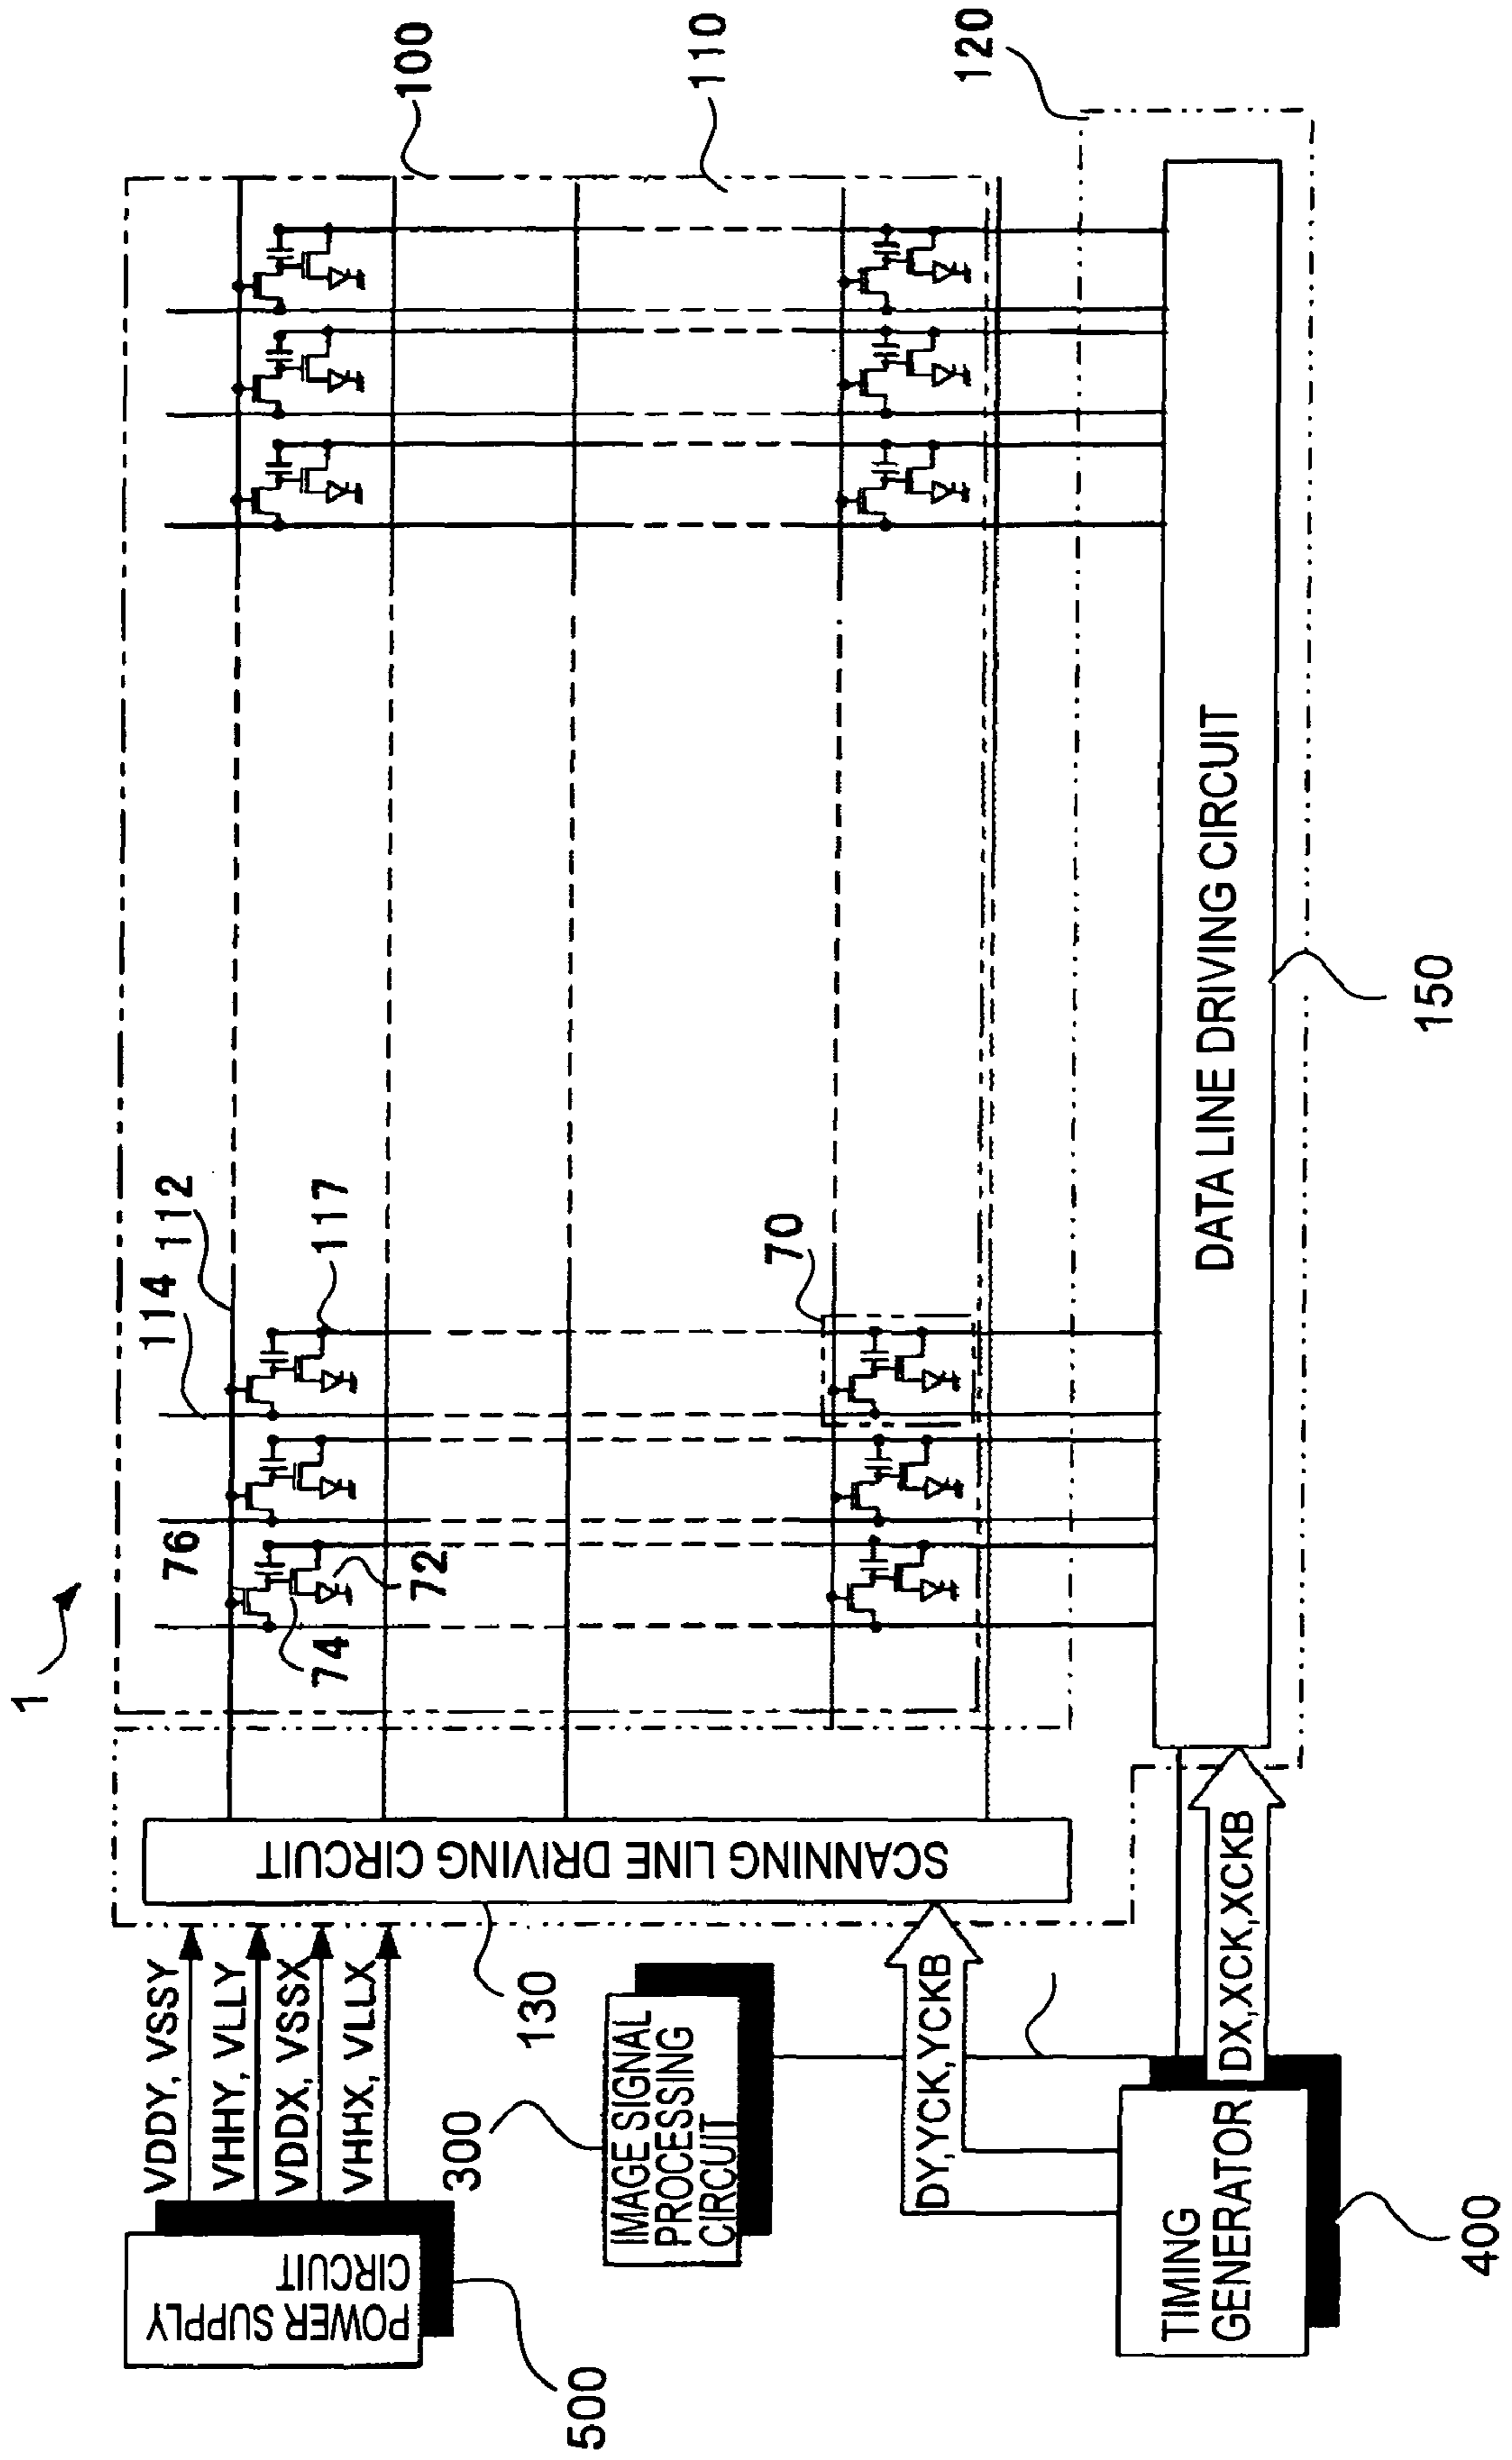 1
100
110
120
114
112
117
76
74
72
70
SCANNING LINE DRIVING CIRCUIT
130
DATA LINE DRIVING CIRCUIT
150
VDDY, VSSY
VHHY, VLLY
VDDX, VSSX
VHHX, VLLX
POWER SUPPLY
CIRCUIT
500
300
IMAGE SIGNAL
PROCESSING
CIRCUIT
DY,YCK,YCKB
DX,XCK,XCKB
TIMING
GENERATOR
400